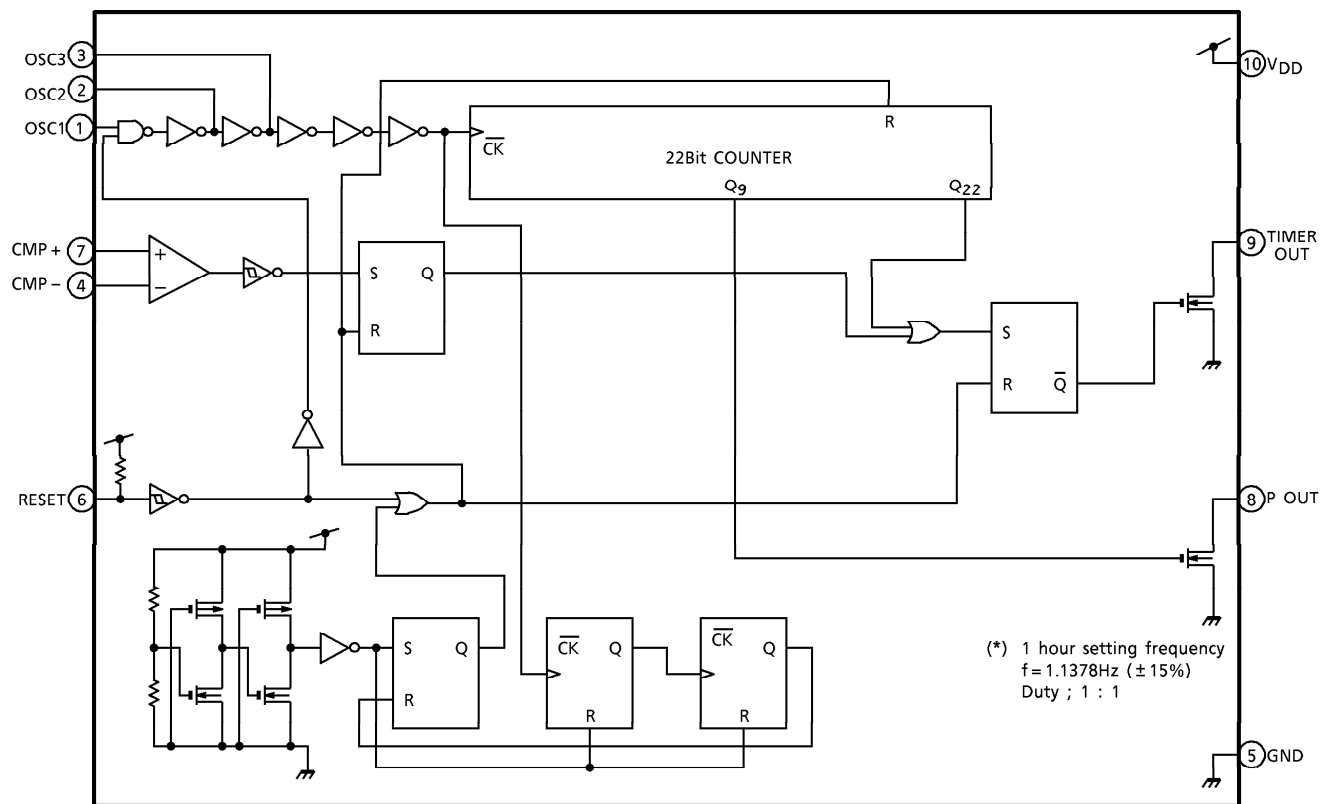 OSC3 3
OSC2 2
OSC1 1
10 VDD
R
CK
22Bit COUNTER
Q9
Q22
CMP+ 7
CMP− 4
+
−
S Q
R
9 TIMER OUT
S
R Q
RESET 6
8 P OUT
S Q
R
CK Q
R
CK Q
R
(*) 1 hour setting frequency
f=1.1378Hz (±15%)
Duty ; 1 : 1
5 GND